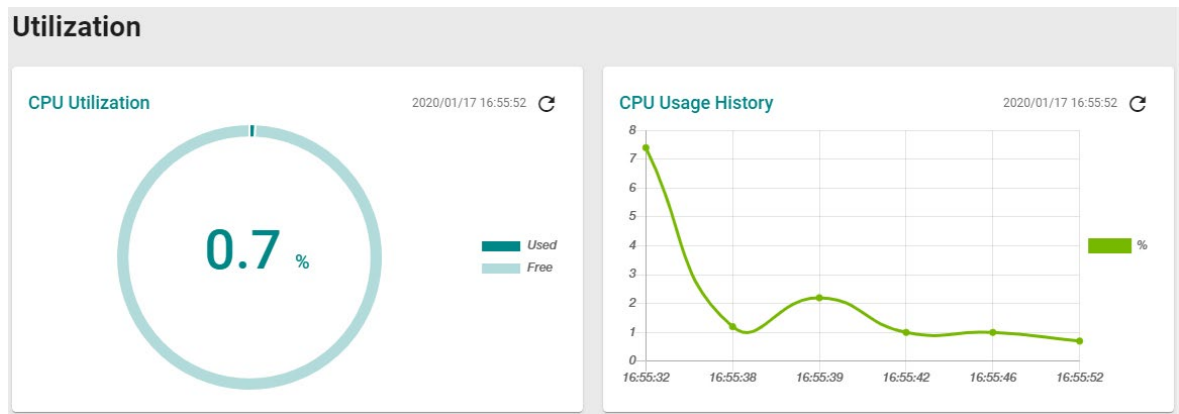 Utilization
CPU Utilization
2020/01/17 16:55:52
0.7 %
Used
Free
CPU Usage History
2020/01/17 16:55:52
8
7
6
5
4
3
2
1
0
16:55:32 16:55:38 16:55:39 16:55:42 16:55:46 16:55:52
%